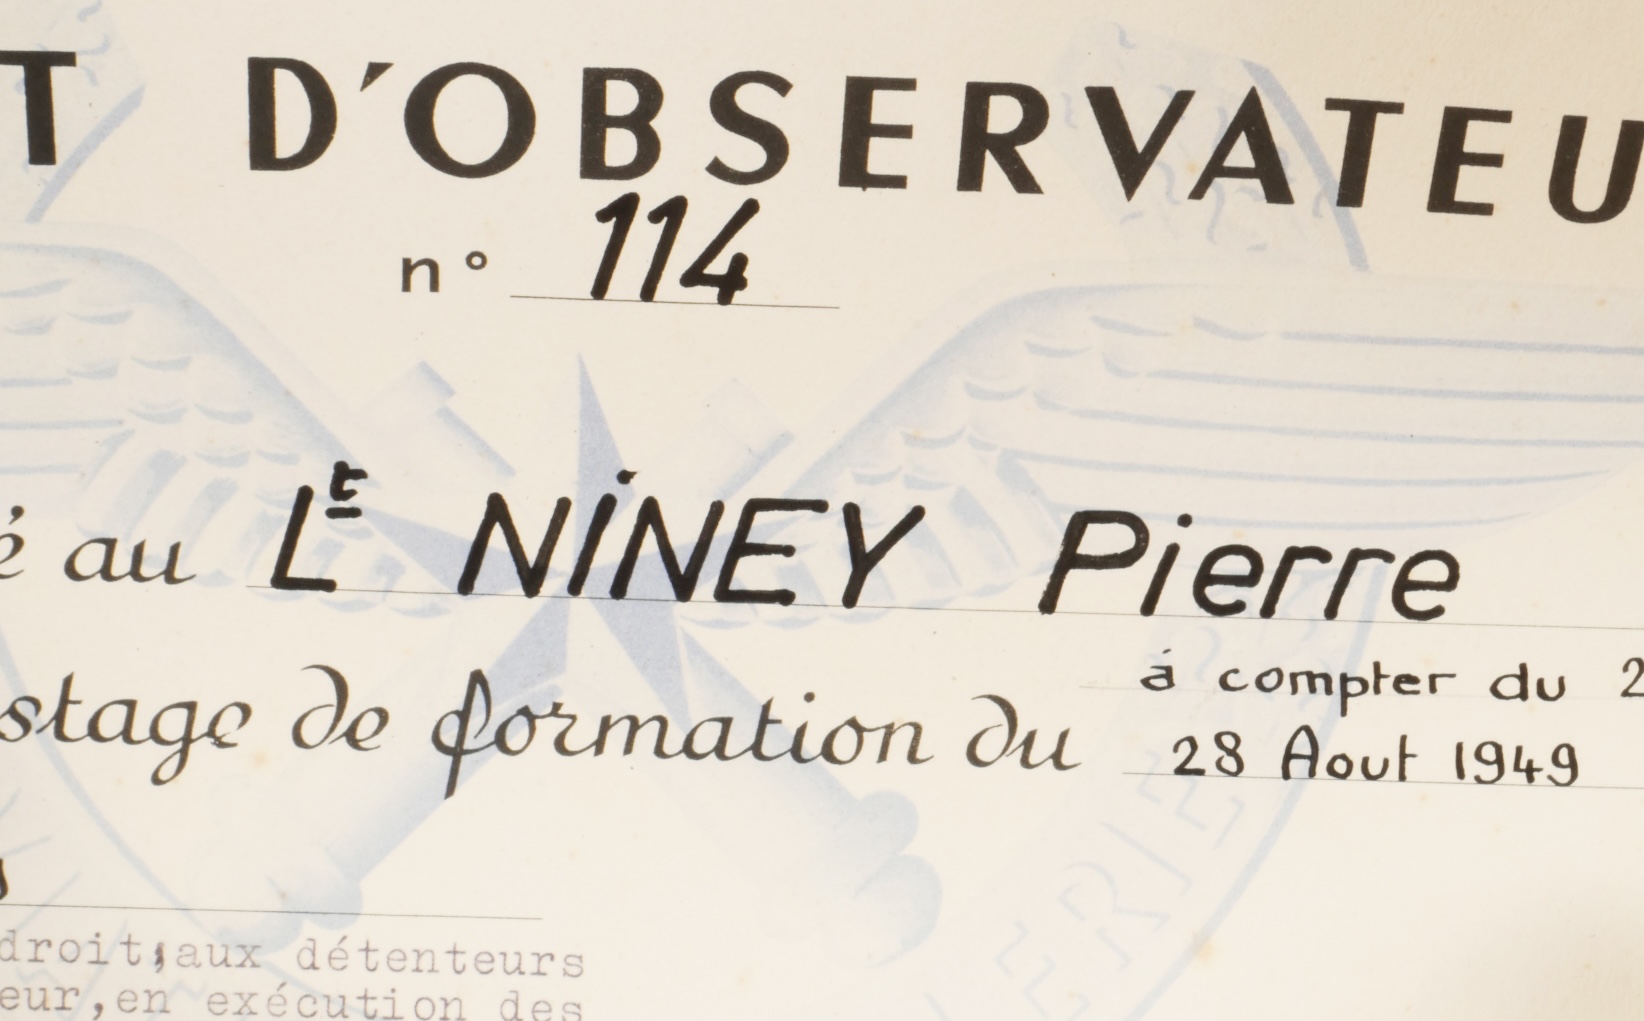 T D'OBSERVATEU
n° 114
é au Lt NiNEY Pierre
à compter du 2
stage de formation du 28 Aout 1949
droit,aux détenteurs
eur,en exécution des
ERIE